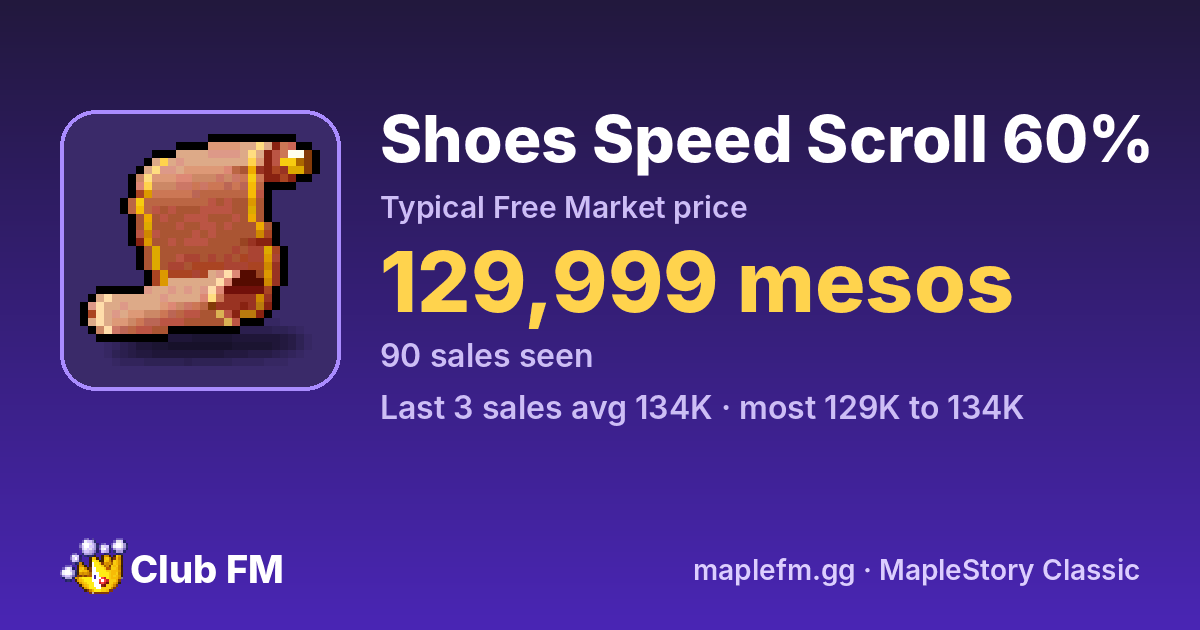 Shoes Speed Scroll 60%
Typical Free Market price
129,999 mesos
90 sales seen
Last 3 sales avg 134K · most 129K to 134K
Club FM
maplefm.gg · MapleStory Classic